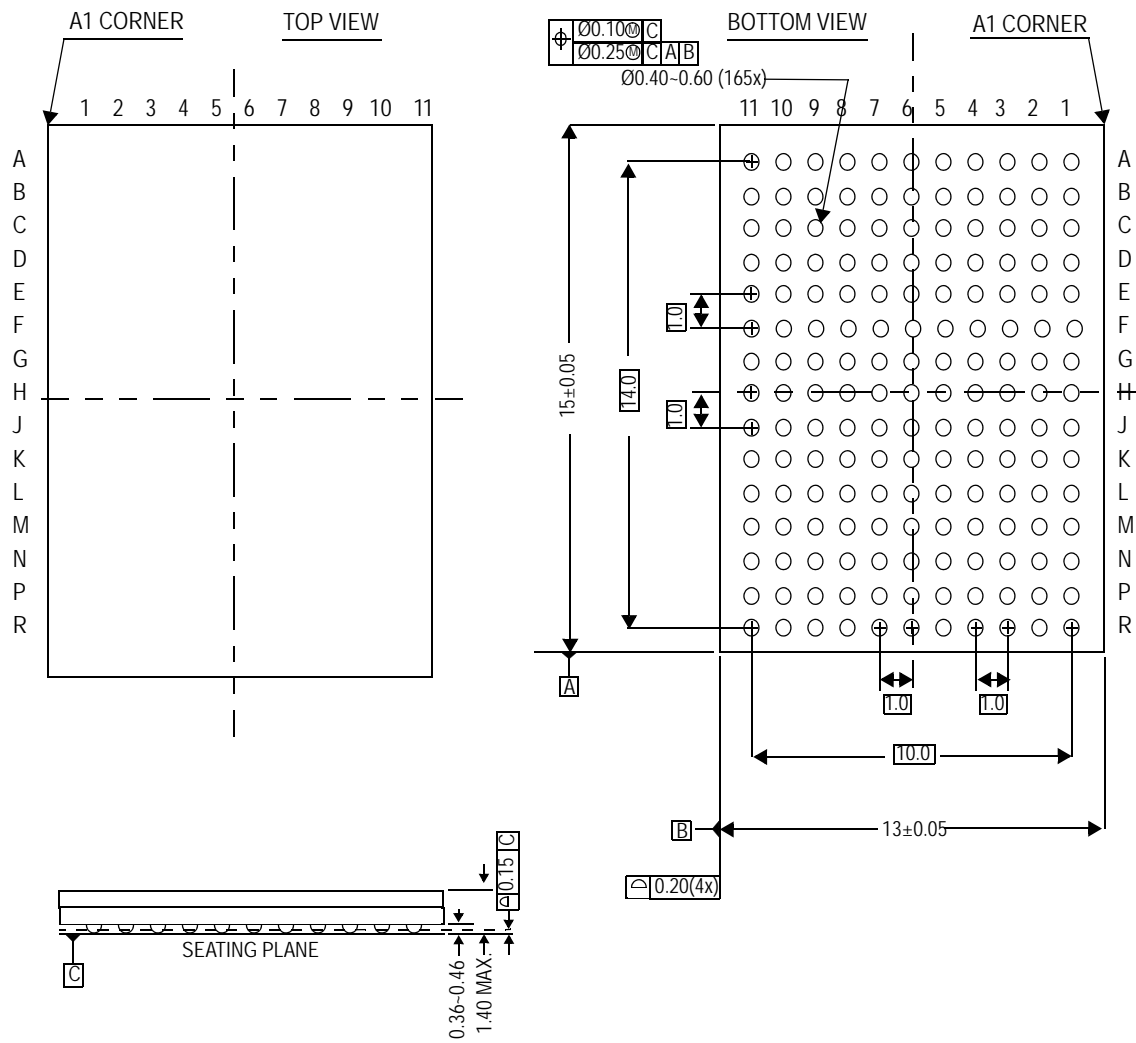 A1 CORNER
TOP VIEW
1 2 3 4 5 6 7 8 9 10 11
A
B
C
D
E
F
G
H
J
K
L
M
N
P
R
Ø0.10Ⓜ C
Ø0.25Ⓜ C A B
Ø0.40~0.60 (165x)
BOTTOM VIEW
A1 CORNER
11 10 9 8 7 6 5 4 3 2 1
A
B
C
D
E
F
G
H
J
K
L
M
N
P
R
15±0.05
14.0
1.0
1.0
A
1.0
1.0
10.0
B
13±0.05
0.20(4x)
0.15 C
SEATING PLANE
C
0.36~0.46
1.40 MAX.